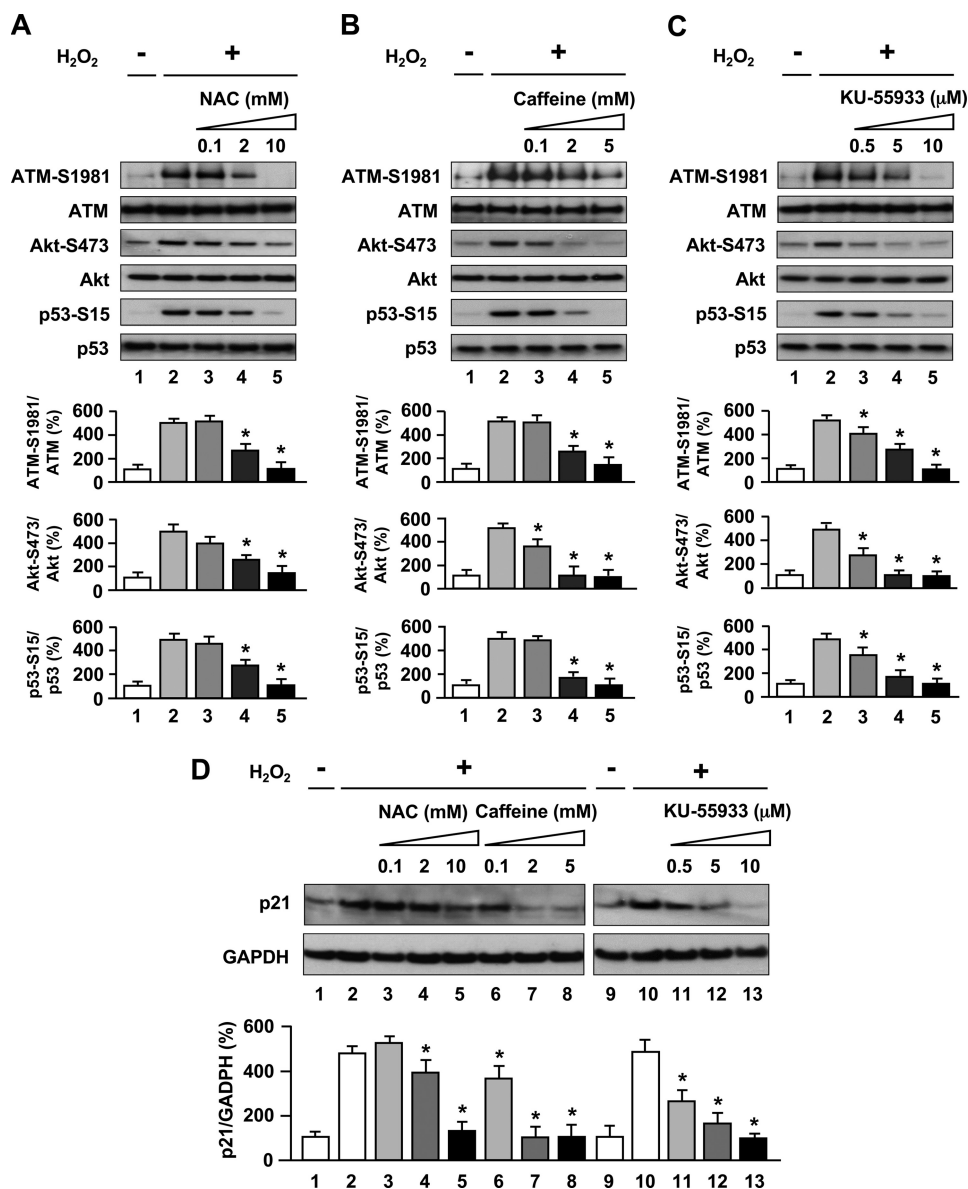 A
H₂O₂ - +
NAC (mM)
0.1 2 10
ATM-S1981
ATM
Akt-S473
Akt
p53-S15
p53
1 2 3 4 5
ATM-S1981/
ATM (%)
600
400
200
0
* *
Akt-S473/
Akt (%)
600
400
200
0
* *
p53-S15/
p53 (%)
600
400
200
0
* *
1 2 3 4 5
B
H₂O₂ - +
Caffeine (mM)
0.1 2 5
ATM-S1981
ATM
Akt-S473
Akt
p53-S15
p53
1 2 3 4 5
ATM-S1981/
ATM (%)
600
400
200
0
* *
Akt-S473/
Akt (%)
600
400
200
0
* * *
p53-S15/
p53 (%)
600
400
200
0
* *
1 2 3 4 5
C
H₂O₂ - +
KU-55933 (μM)
0.5 5 10
ATM-S1981
ATM
Akt-S473
Akt
p53-S15
p53
1 2 3 4 5
ATM-S1981/
ATM (%)
600
400
200
0
* * *
Akt-S473/
Akt (%)
600
400
200
0
* * *
p53-S15/
p53 (%)
600
400
200
0
* * *
1 2 3 4 5
D
H₂O₂ - + - +
NAC (mM) Caffeine (mM) KU-55933 (μM)
0.1 2 10 0.1 2 5 0.5 5 10
p21
GAPDH
1 2 3 4 5 6 7 8 9 10 11 12 13
p21/GADPH (%)
600
400
200
0
* * * * * * * *
1 2 3 4 5 6 7 8 9 10 11 12 13